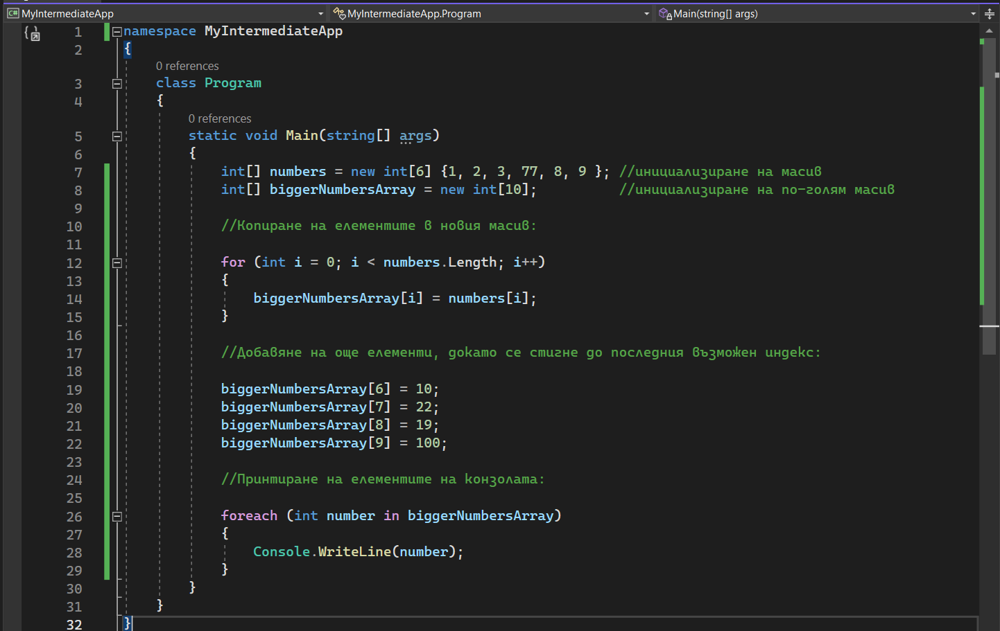 MyIntermediateApp MyIntermediateApp.Program Main(string[] args)
1 namespace MyIntermediateApp
2 {
0 references
3 class Program
4 {
0 references
5 static void Main(string[] args)
6 {
7 int[] numbers = new int[6] {1, 2, 3, 77, 8, 9 }; //инициализиране на масив
8 int[] biggerNumbersArray = new int[10]; //инициализиране на по-голям масив
9
10 //Копиране на елементите в новия масив:
11
12 for (int i = 0; i < numbers.Length; i++)
13 {
14 biggerNumbersArray[i] = numbers[i];
15 }
16
17 //Добавяне на още елементи, докато се стигне до последния възможен индекс:
18
19 biggerNumbersArray[6] = 10;
20 biggerNumbersArray[7] = 22;
21 biggerNumbersArray[8] = 19;
22 biggerNumbersArray[9] = 100;
23
24 //Принтиране на елементите на конзолата:
25
26 foreach (int number in biggerNumbersArray)
27 {
28 Console.WriteLine(number);
29 }
30 }
31 }
32 }